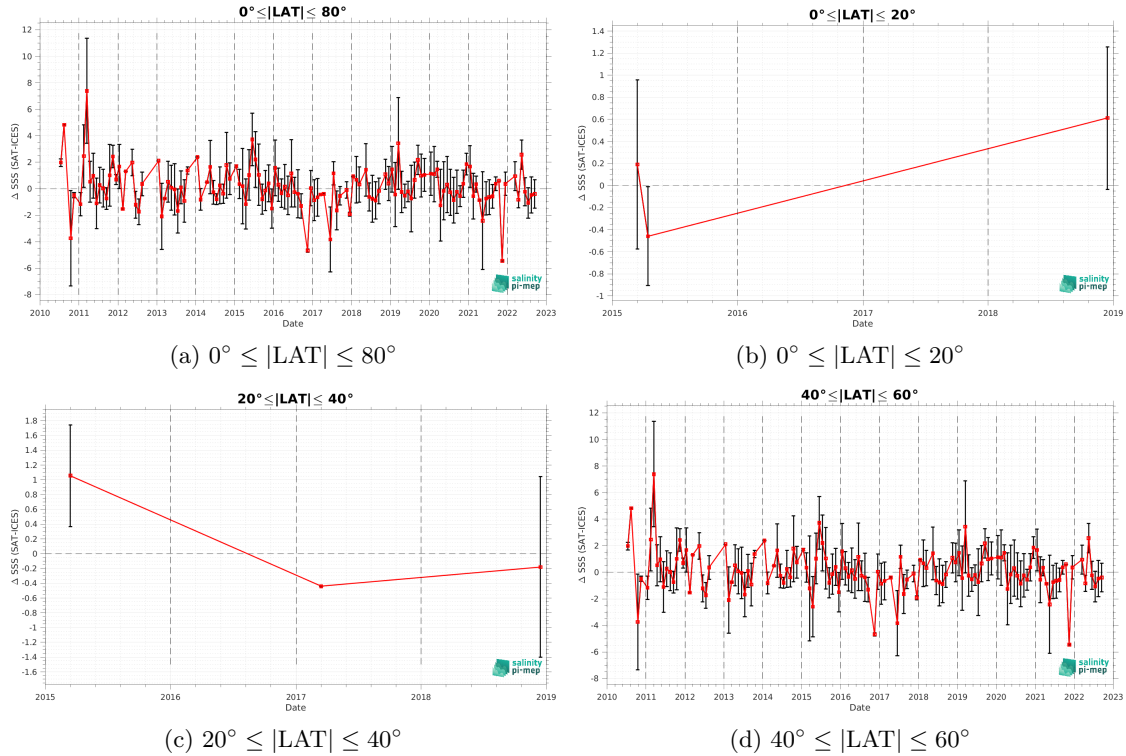 0°≤|LAT|≤ 80°
12
10
8
6
4
2
0
-2
-4
-6
-8
Δ SSS (SAT-ICES)
2010 2011 2012 2013 2014 2015 2016 2017 2018 2019 2020 2021 2022 2023
Date
salinity
pi-mep
(a) 0° ≤ |LAT| ≤ 80°
0°≤|LAT|≤ 20°
1.4
1.2
1
0.8
0.6
0.4
0.2
0
-0.2
-0.4
-0.6
-0.8
-1
Δ SSS (SAT-ICES)
2015 2016 2017 2018 2019
Date
salinity
pi-mep
(b) 0° ≤ |LAT| ≤ 20°
20°≤|LAT|≤ 40°
1.8
1.6
1.4
1.2
1
0.8
0.6
0.4
0.2
0
-0.2
-0.4
-0.6
-0.8
-1
-1.2
-1.4
-1.6
Δ SSS (SAT-ICES)
2015 2016 2017 2018 2019
Date
salinity
pi-mep
(c) 20° ≤ |LAT| ≤ 40°
40°≤|LAT|≤ 60°
12
10
8
6
4
2
0
-2
-4
-6
-8
Δ SSS (SAT-ICES)
2010 2011 2012 2013 2014 2015 2016 2017 2018 2019 2020 2021 2022 2023
Date
salinity
pi-mep
(d) 40° ≤ |LAT| ≤ 60°